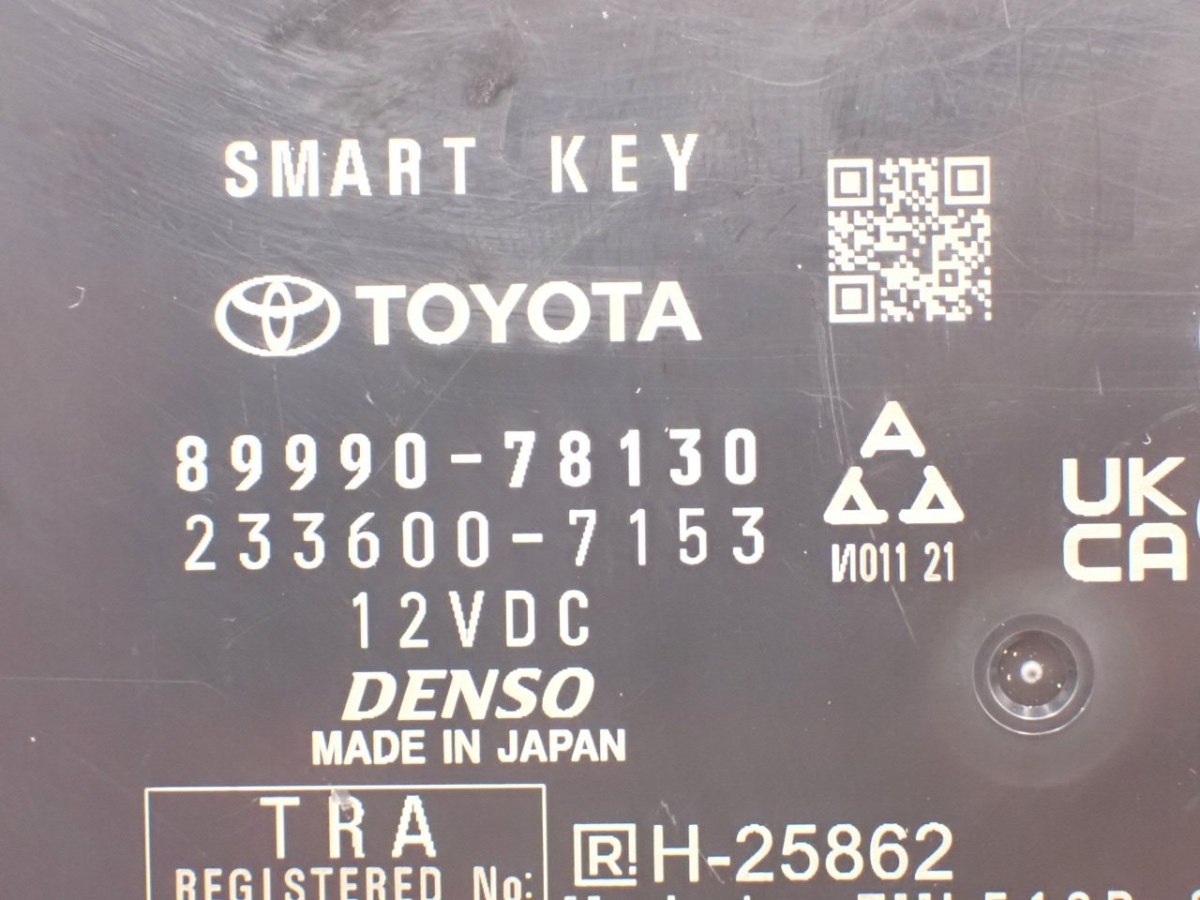 SMART KEY
TOYOTA
89990-78130
233600-7153
12VDC
DENSO
MADE IN JAPAN
И011 21
UK
CA
TRA
REGISTERED No:
R! H-25862